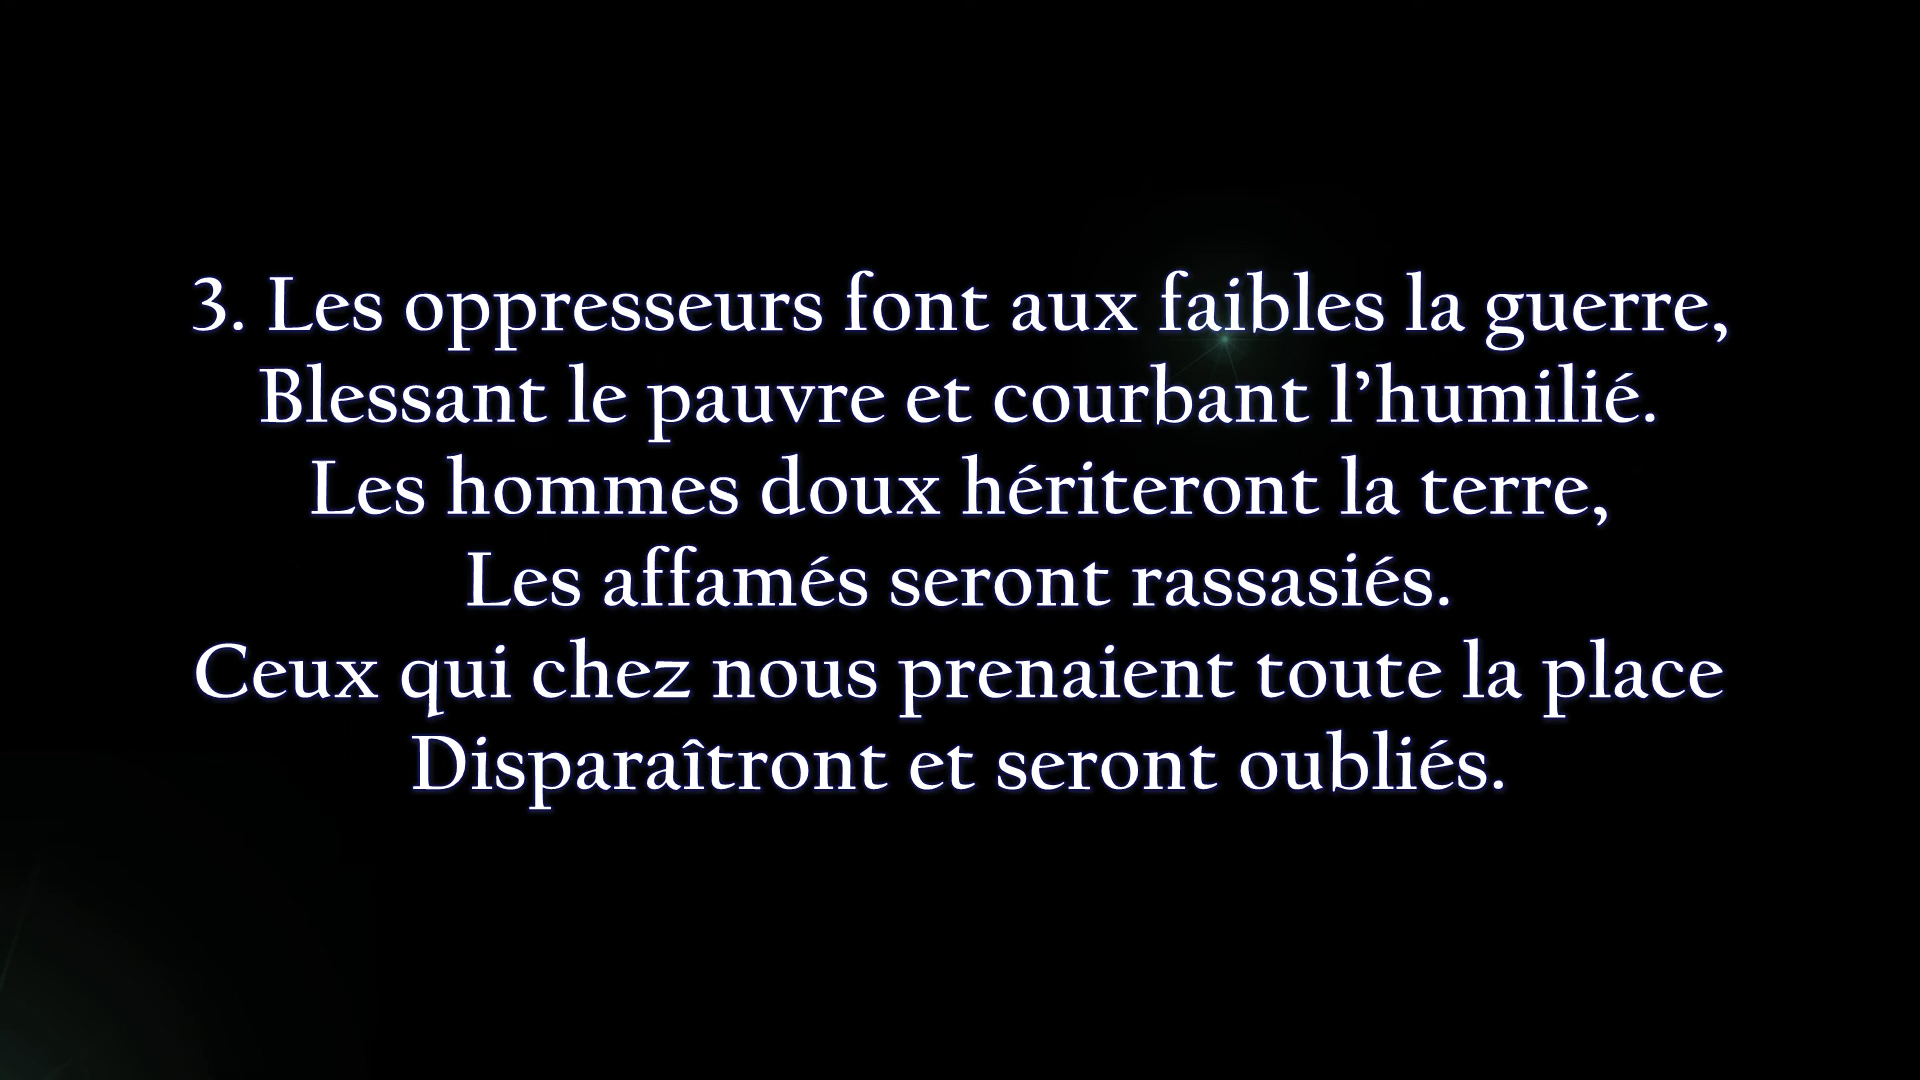 3. Les oppresseurs font aux faibles la guerre,
Blessant le pauvre et courbant l’humilié.
Les hommes doux hériteront la terre,
Les affamés seront rassasiés.
Ceux qui chez nous prenaient toute la place
Disparaîtront et seront oubliés.